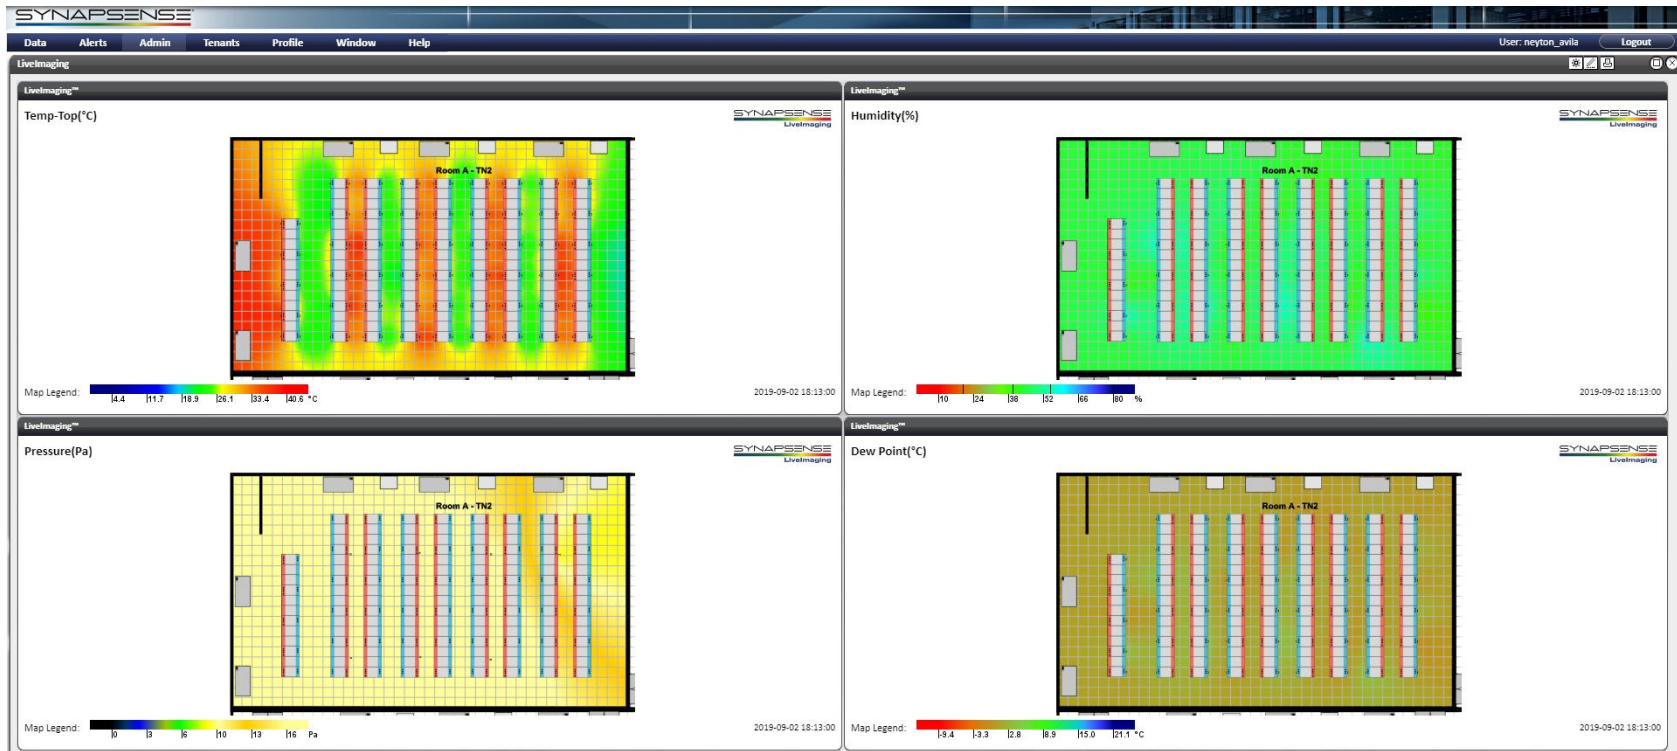 SYNAPSENSE
Data Alerts Admin Tenants Profile Window Help User: neyton_avila Logout
LiveImaging
LiveImaging™
Temp-Top(°C)
SYNAPSENSE
LiveImaging
Room A - TN2
Map Legend: 4.4 11.7 18.9 26.1 33.4 40.6 °C
2019-09-02 18:13:00
LiveImaging™
Humidity(%)
SYNAPSENSE
LiveImaging
Room A - TN2
Map Legend: 10 24 38 52 66 80 %
2019-09-02 18:13:00
LiveImaging™
Pressure(Pa)
SYNAPSENSE
LiveImaging
Room A - TN2
Map Legend: 0 3 6 10 13 16 Pa
2019-09-02 18:13:00
LiveImaging™
Dew Point(°C)
SYNAPSENSE
LiveImaging
Room A - TN2
Map Legend: -9.4 -3.3 2.8 8.9 15.0 21.1 °C
2019-09-02 18:13:00